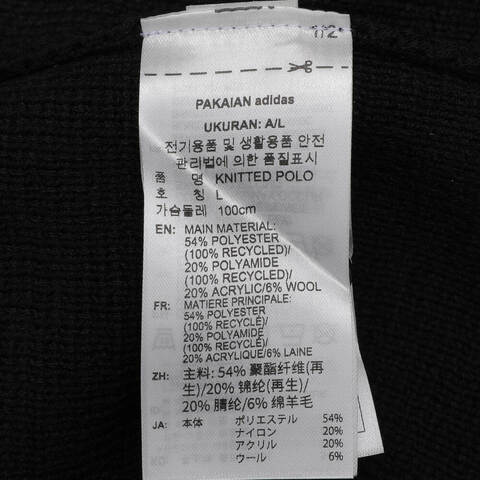 02
PAKAIAN adidas
UKURAN: A/L
전기용품 및 생활용품 안전
관리법에 의한 품질표시
품 명 KNITTED POLO
호 칭 L
가슴둘레 100cm
EN: MAIN MATERIAL:
54% POLYESTER
(100% RECYCLED)/
20% POLYAMIDE
(100% RECYCLED)/
20% ACRYLIC/6% WOOL
FR: MATIERE PRINCIPALE:
54% POLYESTER
(100% RECYCLÉ)/
20% POLYAMIDE
(100% RECYCLÉ)/
20% ACRYLIQUE/6% LAINE
ZH: 主料: 54% 聚酯纤维(再
生)/20% 锦纶(再生)/
20% 腈纶/6% 绵羊毛
JA: 本体 ポリエステル 54%
ナイロン 20%
アクリル 20%
ウール 6%